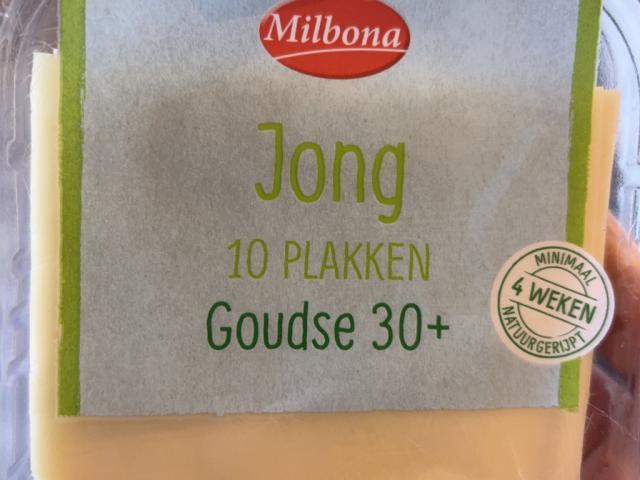 Milbona
Jong
10 PLAKKEN
Goudse 30+
MINIMAAL
4 WEKEN
NATUURGERIJPT